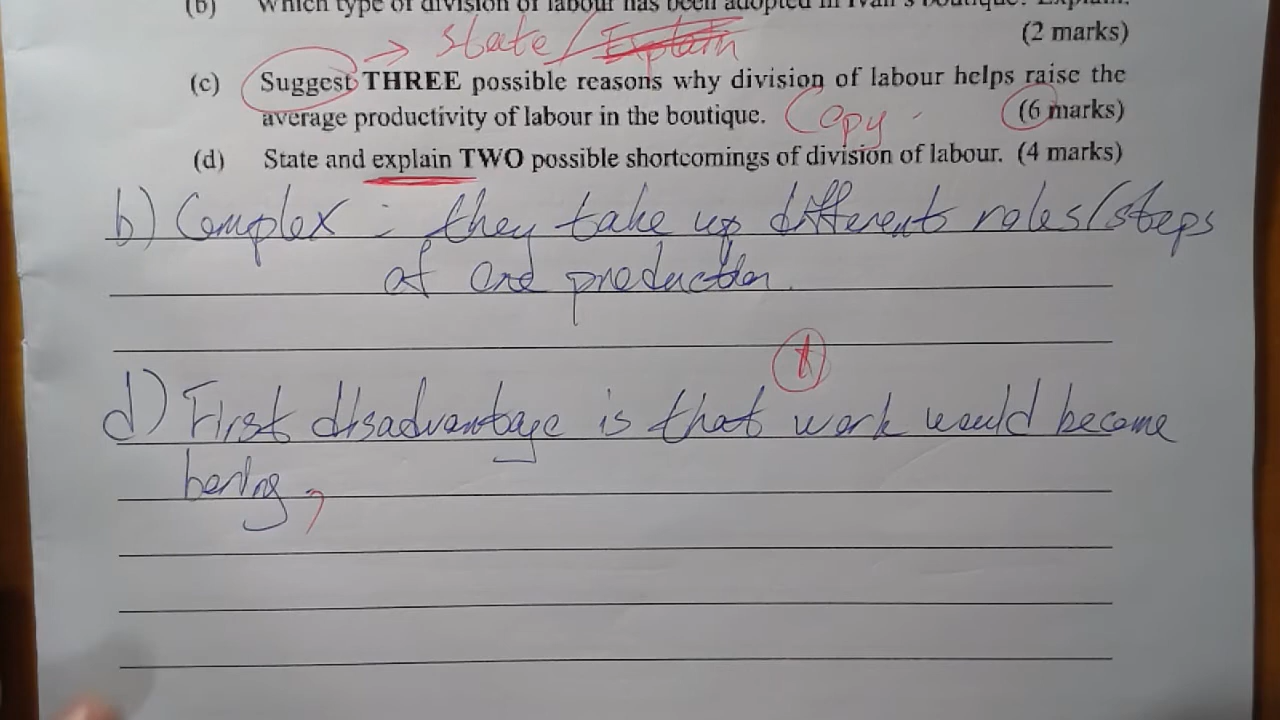 (b) Which type of division of labour has been adopted in Ivan's boutique? Explain.
(2 marks)
→ State / Explain
(c) Suggest THREE possible reasons why division of labour helps raise the
average productivity of labour in the boutique. (6 marks)
Copy.
(d) State and explain TWO possible shortcomings of division of labour. (4 marks)
b) Complex : they take up different roles/steps
of one production.
d) First disadvantage is that work would become
boring,